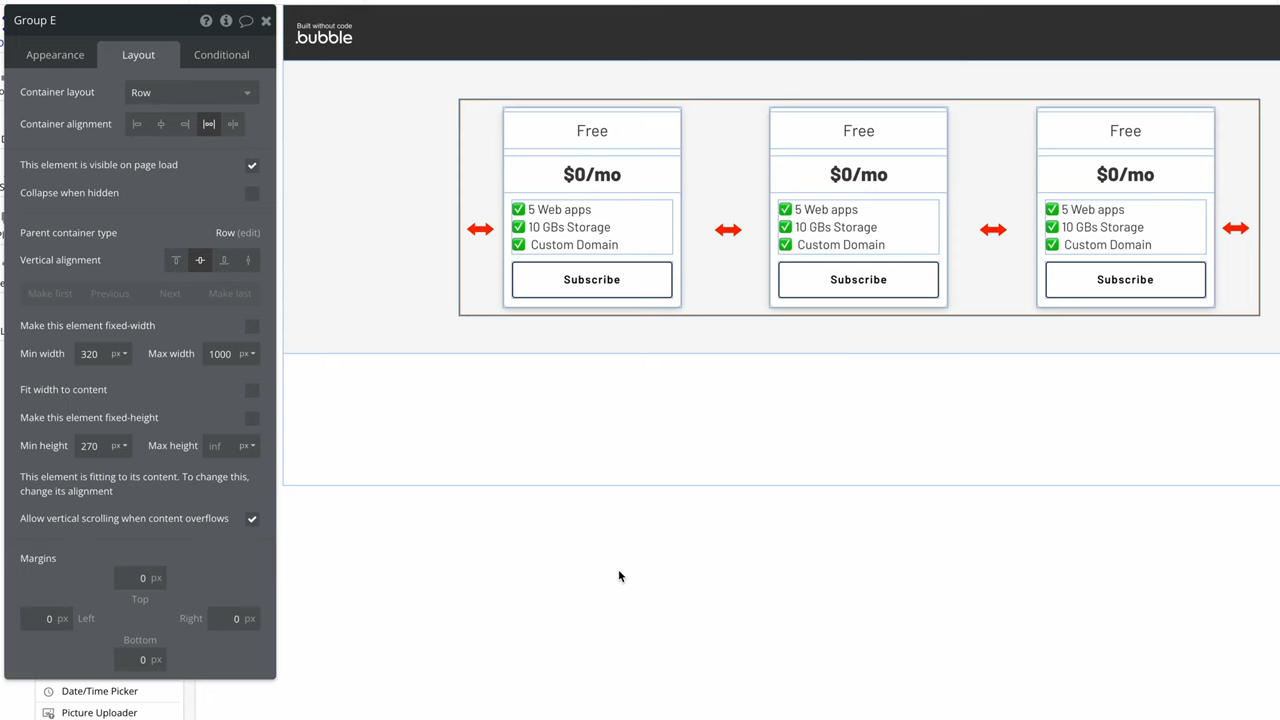 Group E
Appearance
Layout
Conditional
Container layout
Row
Container alignment
This element is visible on page load
Collapse when hidden
Parent container type
Row (edit)
Vertical alignment
Make first
Previous
Next
Make last
Make this element fixed-width
Min width
320 px
Max width
1000 px
Fit width to content
Make this element fixed-height
Min height
270 px
Max height
inf px
This element is fitting to its content. To change this,
change its alignment
Allow vertical scrolling when content overflows
Margins
0 px
Top
0 px
Left
Right
0 px
Bottom
0 px
Date/Time Picker
Picture Uploader
Built without code
.bubble
Free
$0/mo
✅ 5 Web apps
✅ 10 GBs Storage
✅ Custom Domain
Subscribe
Free
$0/mo
✅ 5 Web apps
✅ 10 GBs Storage
✅ Custom Domain
Subscribe
Free
$0/mo
✅ 5 Web apps
✅ 10 GBs Storage
✅ Custom Domain
Subscribe